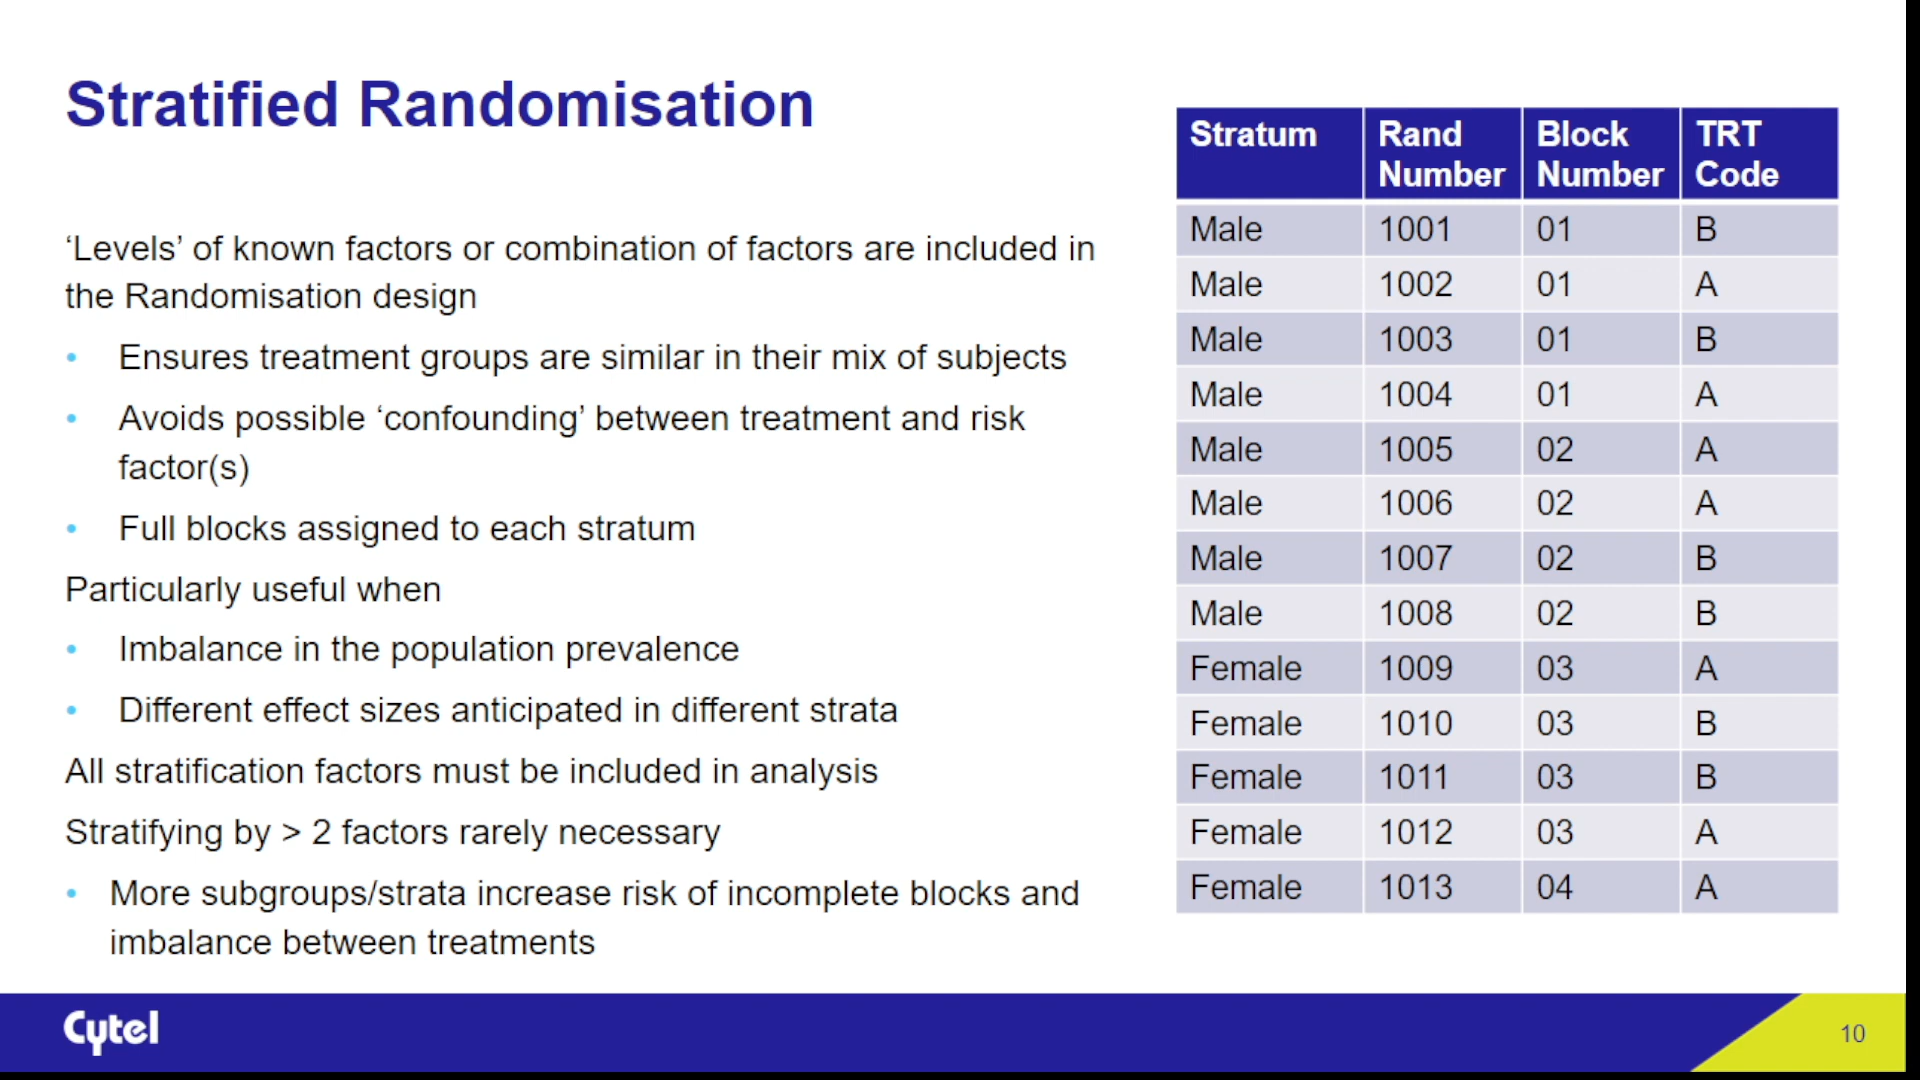 Stratified Randomisation
‘Levels’ of known factors or combination of factors are included in
the Randomisation design
• Ensures treatment groups are similar in their mix of subjects
• Avoids possible ‘confounding’ between treatment and risk
factor(s)
• Full blocks assigned to each stratum
Particularly useful when
• Imbalance in the population prevalence
• Different effect sizes anticipated in different strata
All stratification factors must be included in analysis
Stratifying by > 2 factors rarely necessary
• More subgroups/strata increase risk of incomplete blocks and
imbalance between treatments
Stratum Rand Number Block Number TRT Code
Male 1001 01 B
Male 1002 01 A
Male 1003 01 B
Male 1004 01 A
Male 1005 02 A
Male 1006 02 A
Male 1007 02 B
Male 1008 02 B
Female 1009 03 A
Female 1010 03 B
Female 1011 03 B
Female 1012 03 A
Female 1013 04 A
Cytel
10